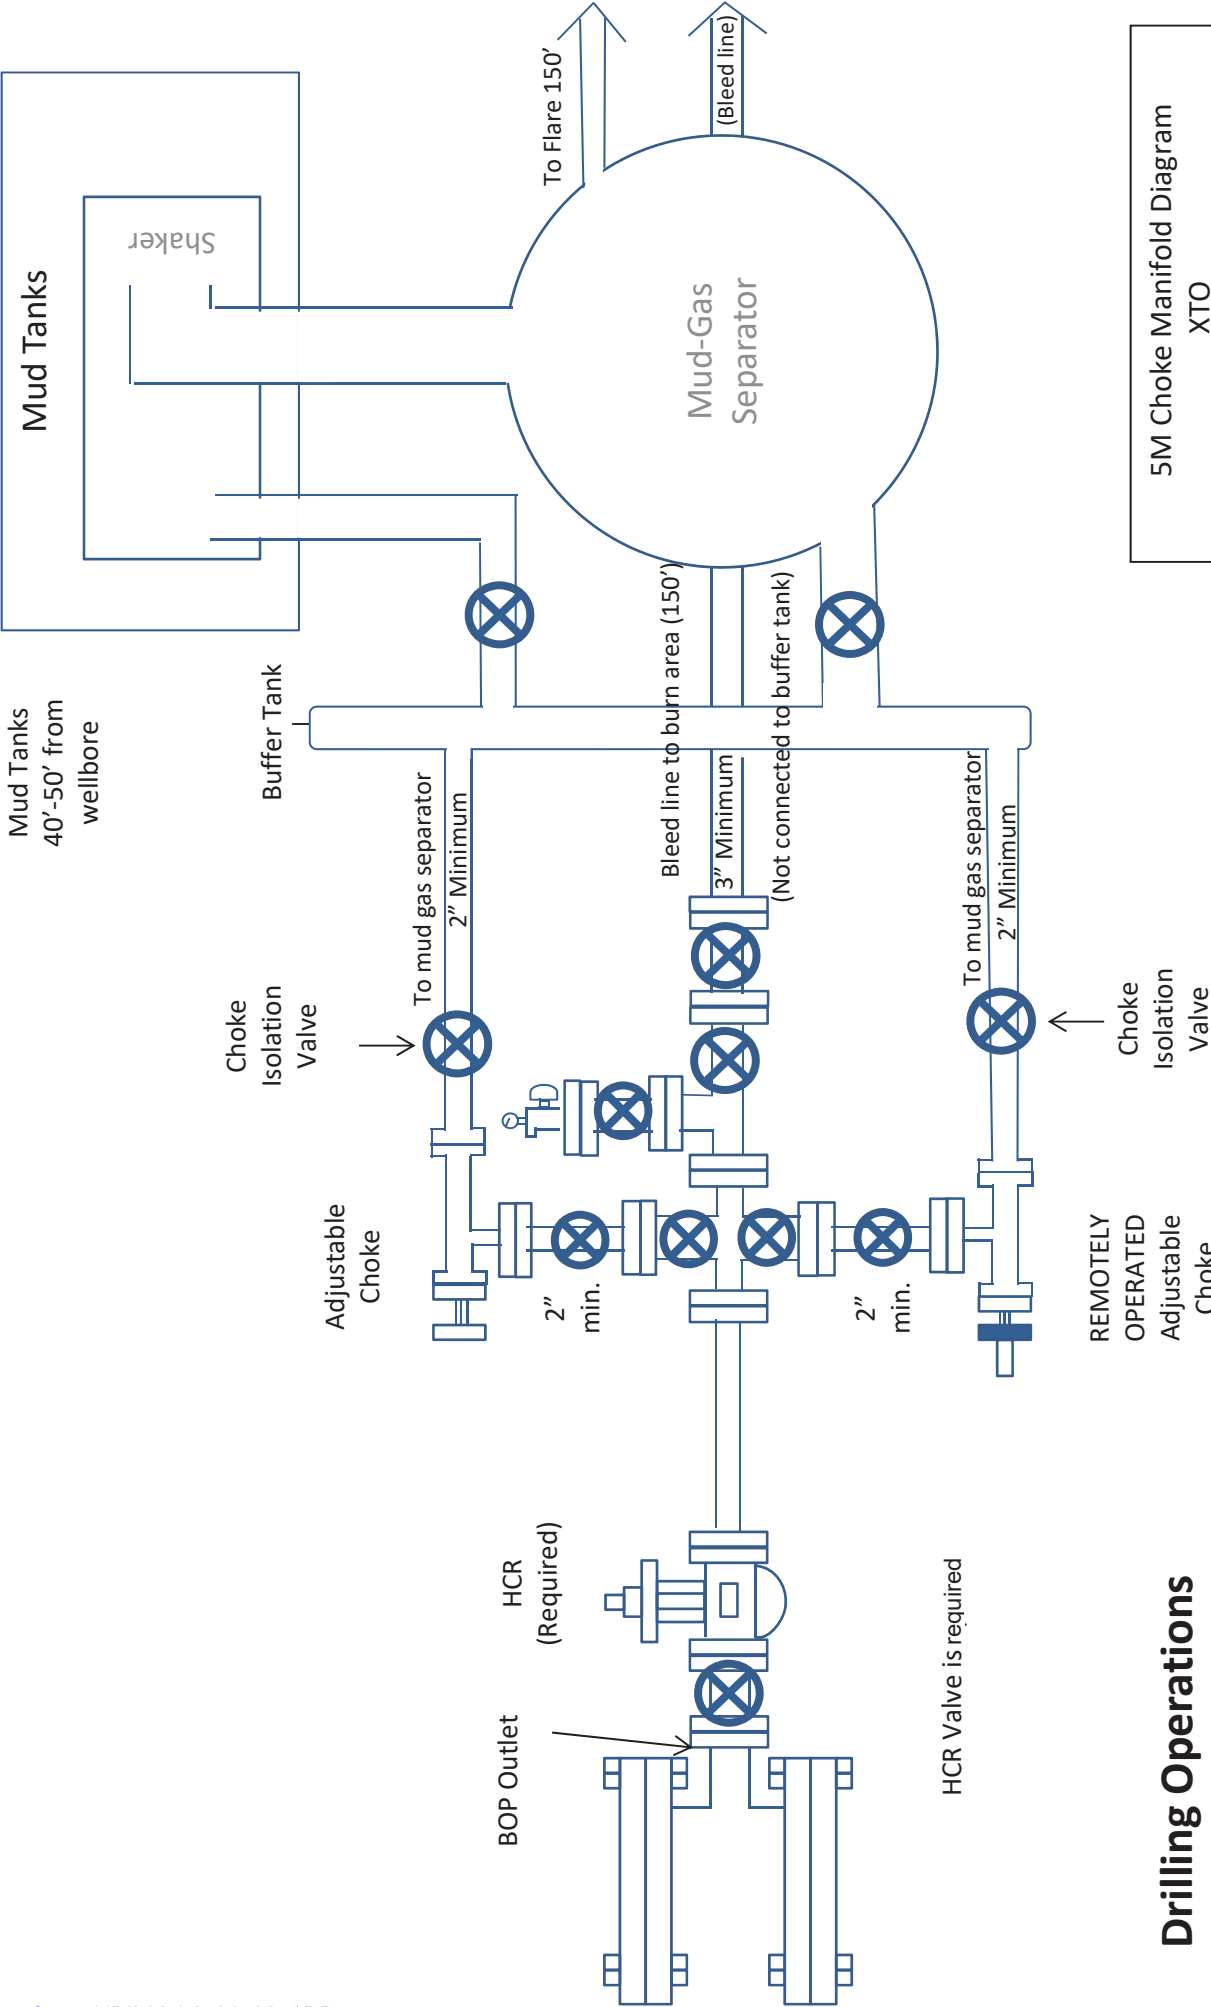 Mud Tanks
40'-50' from
wellbore
Mud Tanks
Shaker
Buffer Tank
Choke
Isolation
Valve
Adjustable
Choke
To mud gas separator
2" Minimum
To Flare 150'
(Bleed line)
Mud-Gas
Separator
HCR
(Required)
BOP Outlet
2"
min.
Bleed line to burn area (150')
3" Minimum
(Not connected to buffer tank)
2"
min.
To mud gas separator
2" Minimum
HCR Valve is required
REMOTELY
OPERATED
Adjustable
Choke
Choke
Isolation
Valve
Drilling Operations
5M Choke Manifold Diagram
XTO